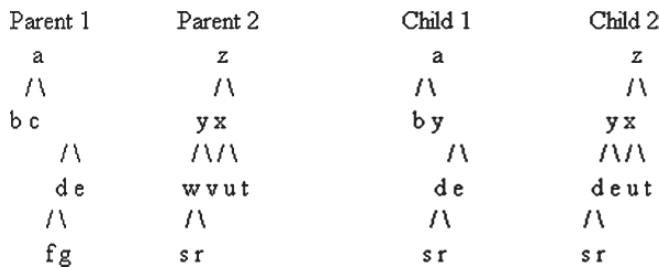 Parent 1 Parent 2 Child 1 Child 2
a z a z
/\ /\ /\ /\
b c y x b y y x
/\ /\/\ /\ /\/\
d e w v u t d e d e u t
/\ /\ /\ /\
f g s r s r s r